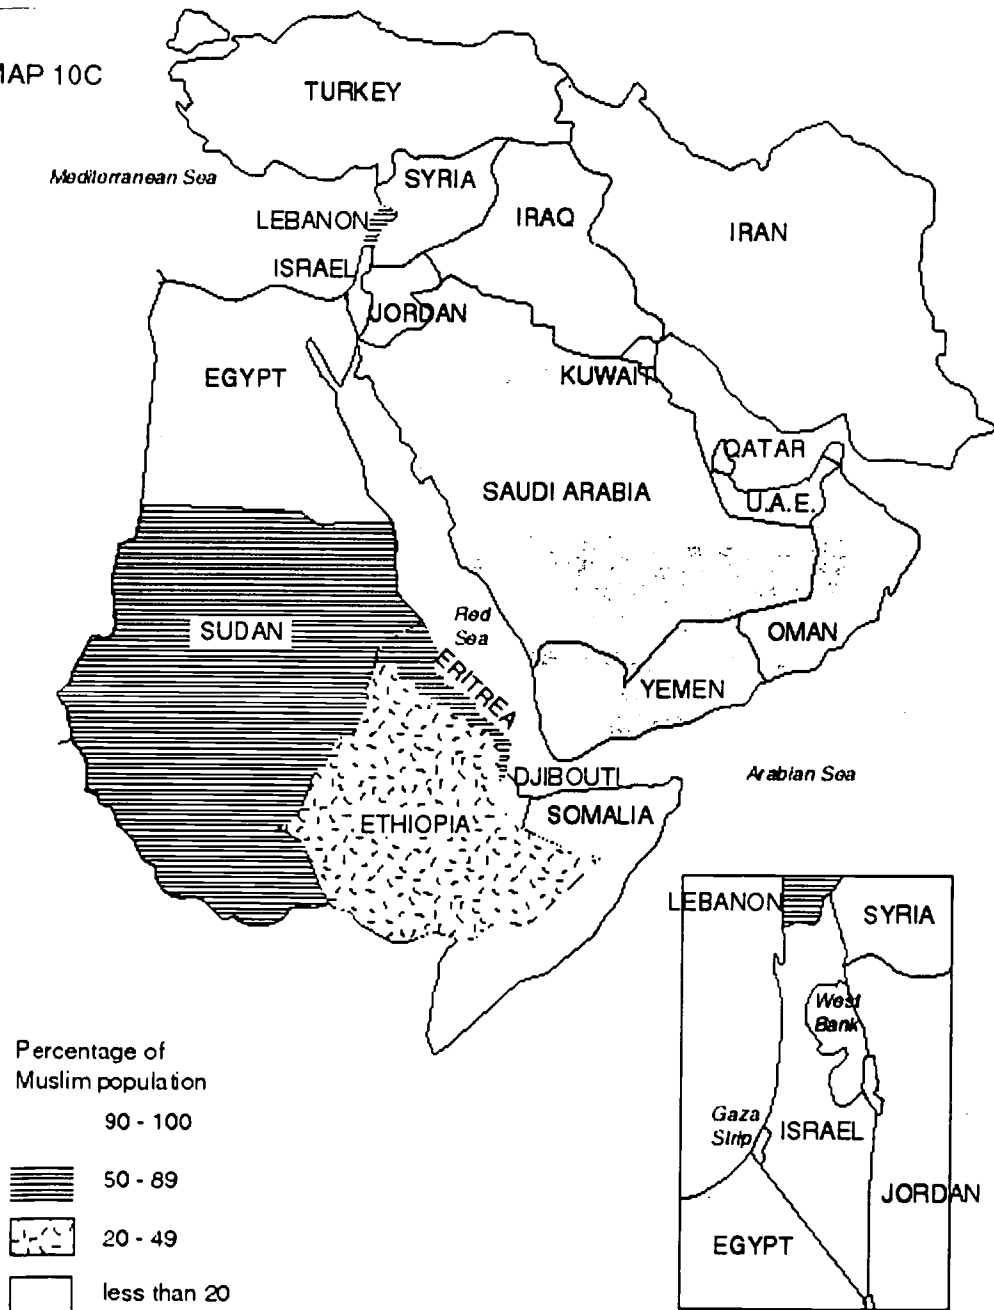 MAP 10C
TURKEY
Mediterranean Sea
SYRIA
LEBANON
IRAQ
IRAN
ISRAEL
JORDAN
EGYPT
KUWAIT
QATAR
SAUDI ARABIA
U.A.E.
Red
Sea
SUDAN
OMAN
ERITREA
YEMEN
DJIBOUTI
Arabian Sea
SOMALIA
ETHIOPIA
LEBANON
SYRIA
West
Bank
Gaza
Strip
ISRAEL
JORDAN
EGYPT
Percentage of
Muslim population
90 - 100
50 - 89
20 - 49
less than 20